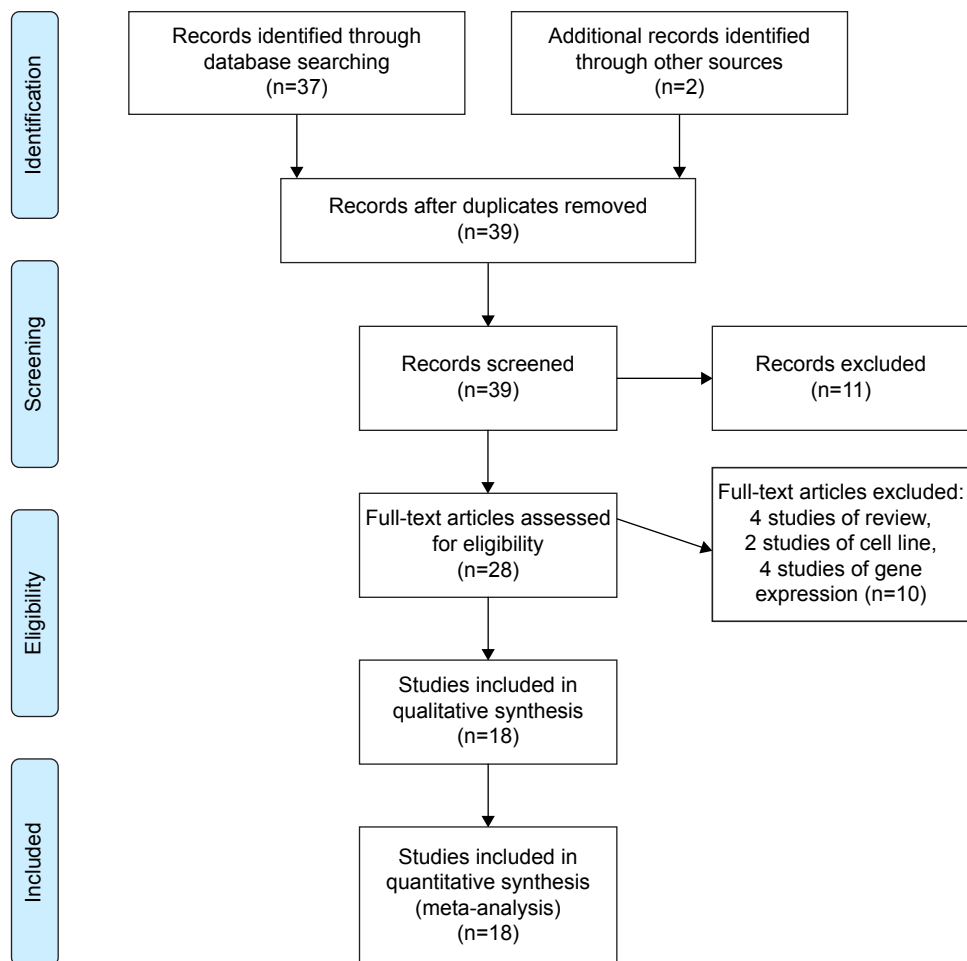 Identification
Records identified through
database searching
(n=37)
Additional records identified
through other sources
(n=2)
Records after duplicates removed
(n=39)
Screening
Records screened
(n=39)
Records excluded
(n=11)
Eligibility
Full-text articles assessed
for eligibility
(n=28)
Full-text articles excluded:
4 studies of review,
2 studies of cell line,
4 studies of gene
expression (n=10)
Studies included in
qualitative synthesis
(n=18)
Included
Studies included in
quantitative synthesis
(meta-analysis)
(n=18)